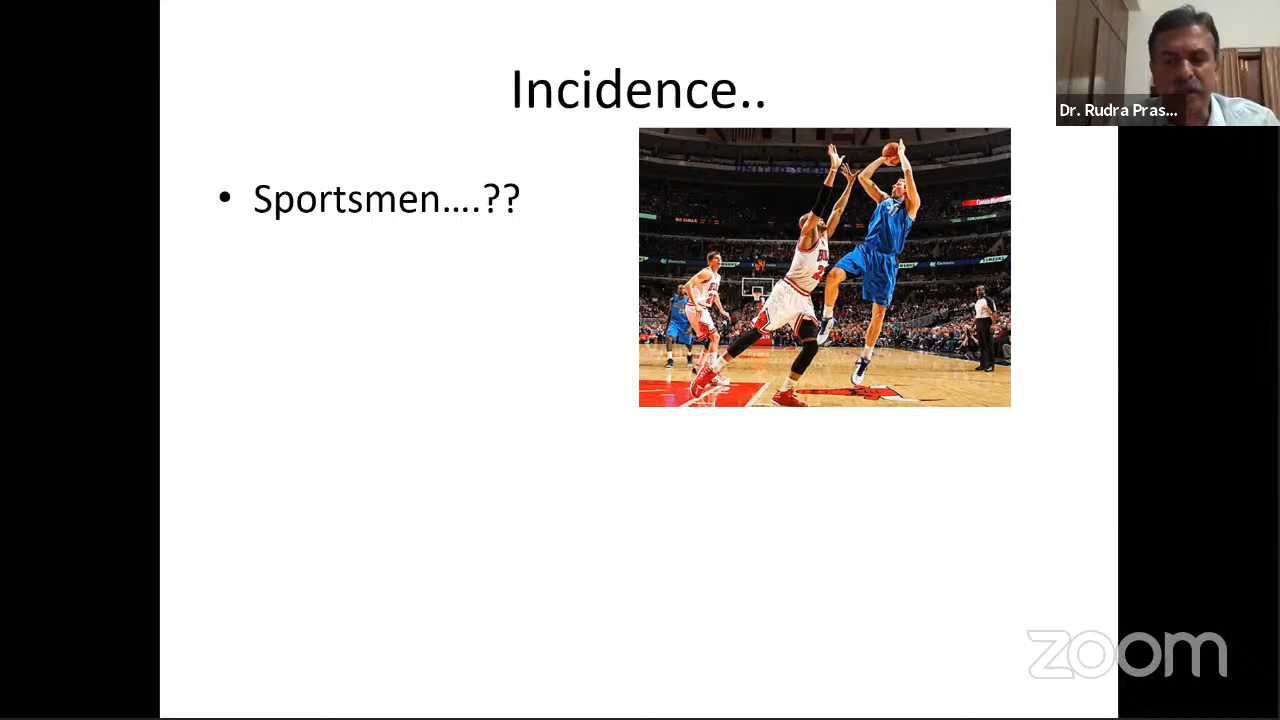 Incidence..
Dr. Rudra Pras...
• Sportsmen....??
zoom